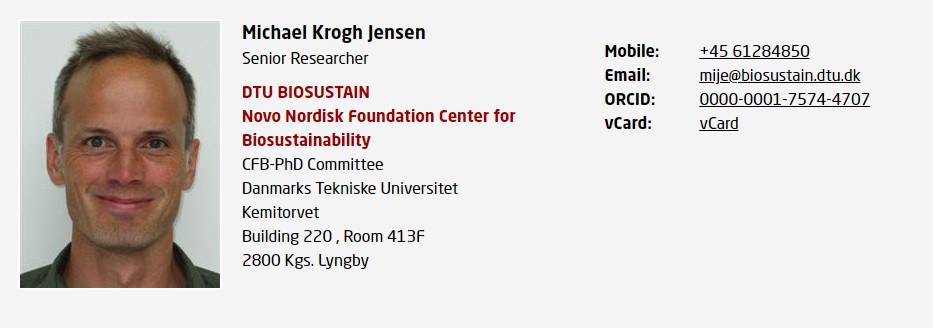 Michael Krogh Jensen
Senior Researcher
DTU BIOSUSTAIN
Novo Nordisk Foundation Center for
Biosustainability
CFB-PhD Committee
Danmarks Tekniske Universitet
Kemitorvet
Building 220 , Room 413F
2800 Kgs. Lyngby
Mobile: +45 61284850
Email: mije@biosustain.dtu.dk
ORCID: 0000-0001-7574-4707
vCard: vCard